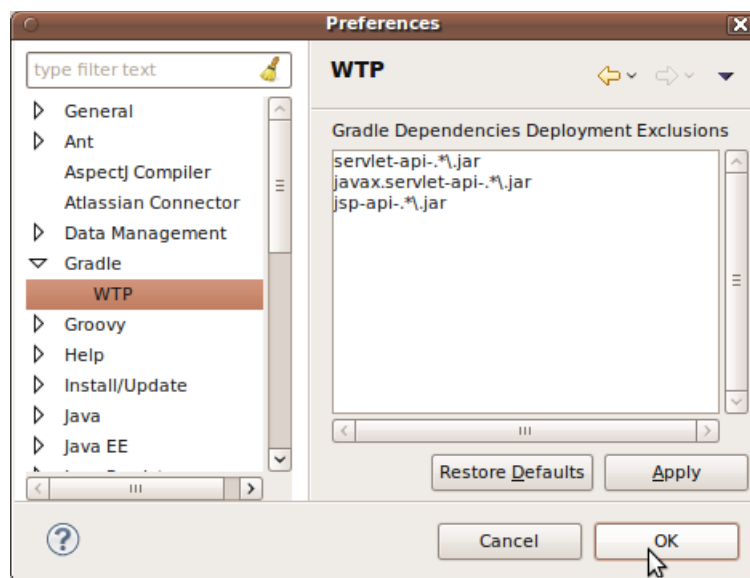 Preferences
type filter text
General
Ant
AspectJ Compiler
Atlassian Connector
Data Management
Gradle
WTP
Groovy
Help
Install/Update
Java
Java EE
WTP
Gradle Dependencies Deployment Exclusions
servlet-api-.*\.jar
javax.servlet-api-.*\.jar
jsp-api-.*\.jar
Restore Defaults
Apply
Cancel
OK